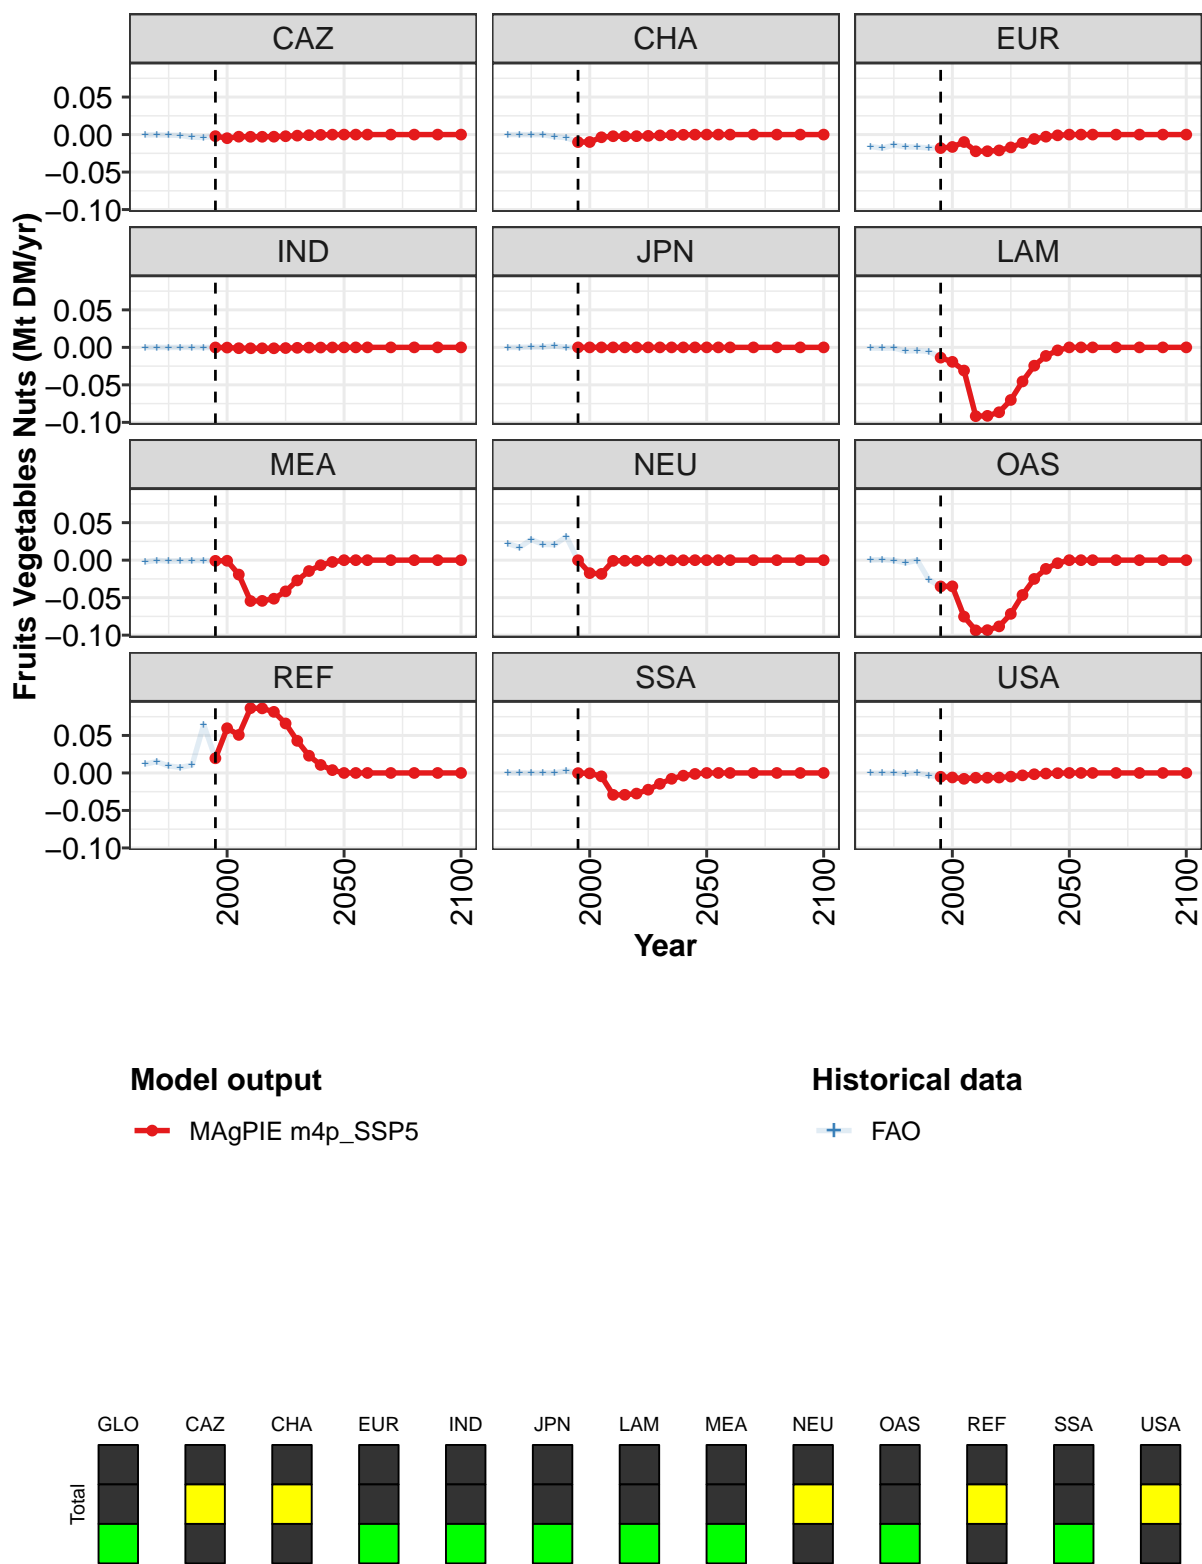 CAZ CHA EUR
0.05
0.00
−0.05
−0.10
IND JPN LAM
0.05
0.00
−0.05
−0.10
MEA NEU OAS
0.05
0.00
−0.05
−0.10
REF SSA USA
0.05
0.00
−0.05
−0.10
Fruits Vegetables Nuts (Mt DM/yr)
2000 2050 2100 2000 2050 2100 2000 2050 2100
Year
Model output Historical data
MAgPIE m4p_SSP5 FAO
GLO CAZ CHA EUR IND JPN LAM MEA NEU OAS REF SSA USA
Total